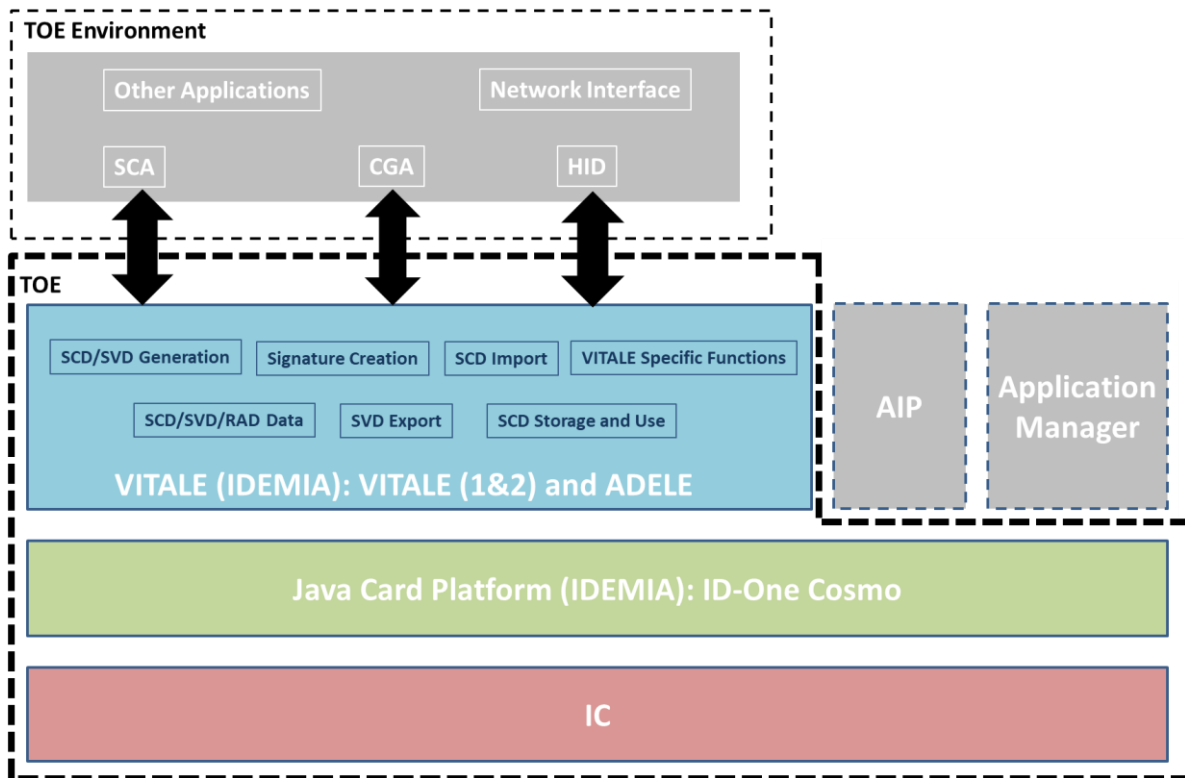 TOE Environment
Other Applications
Network Interface
SCA
CGA
HID
TOE
SCD/SVD Generation
Signature Creation
SCD Import
VITALE Specific Functions
SCD/SVD/RAD Data
SVD Export
SCD Storage and Use
VITALE (IDEMIA): VITALE (1&2) and ADELE
AIP
Application
Manager
Java Card Platform (IDEMIA): ID-One Cosmo
IC